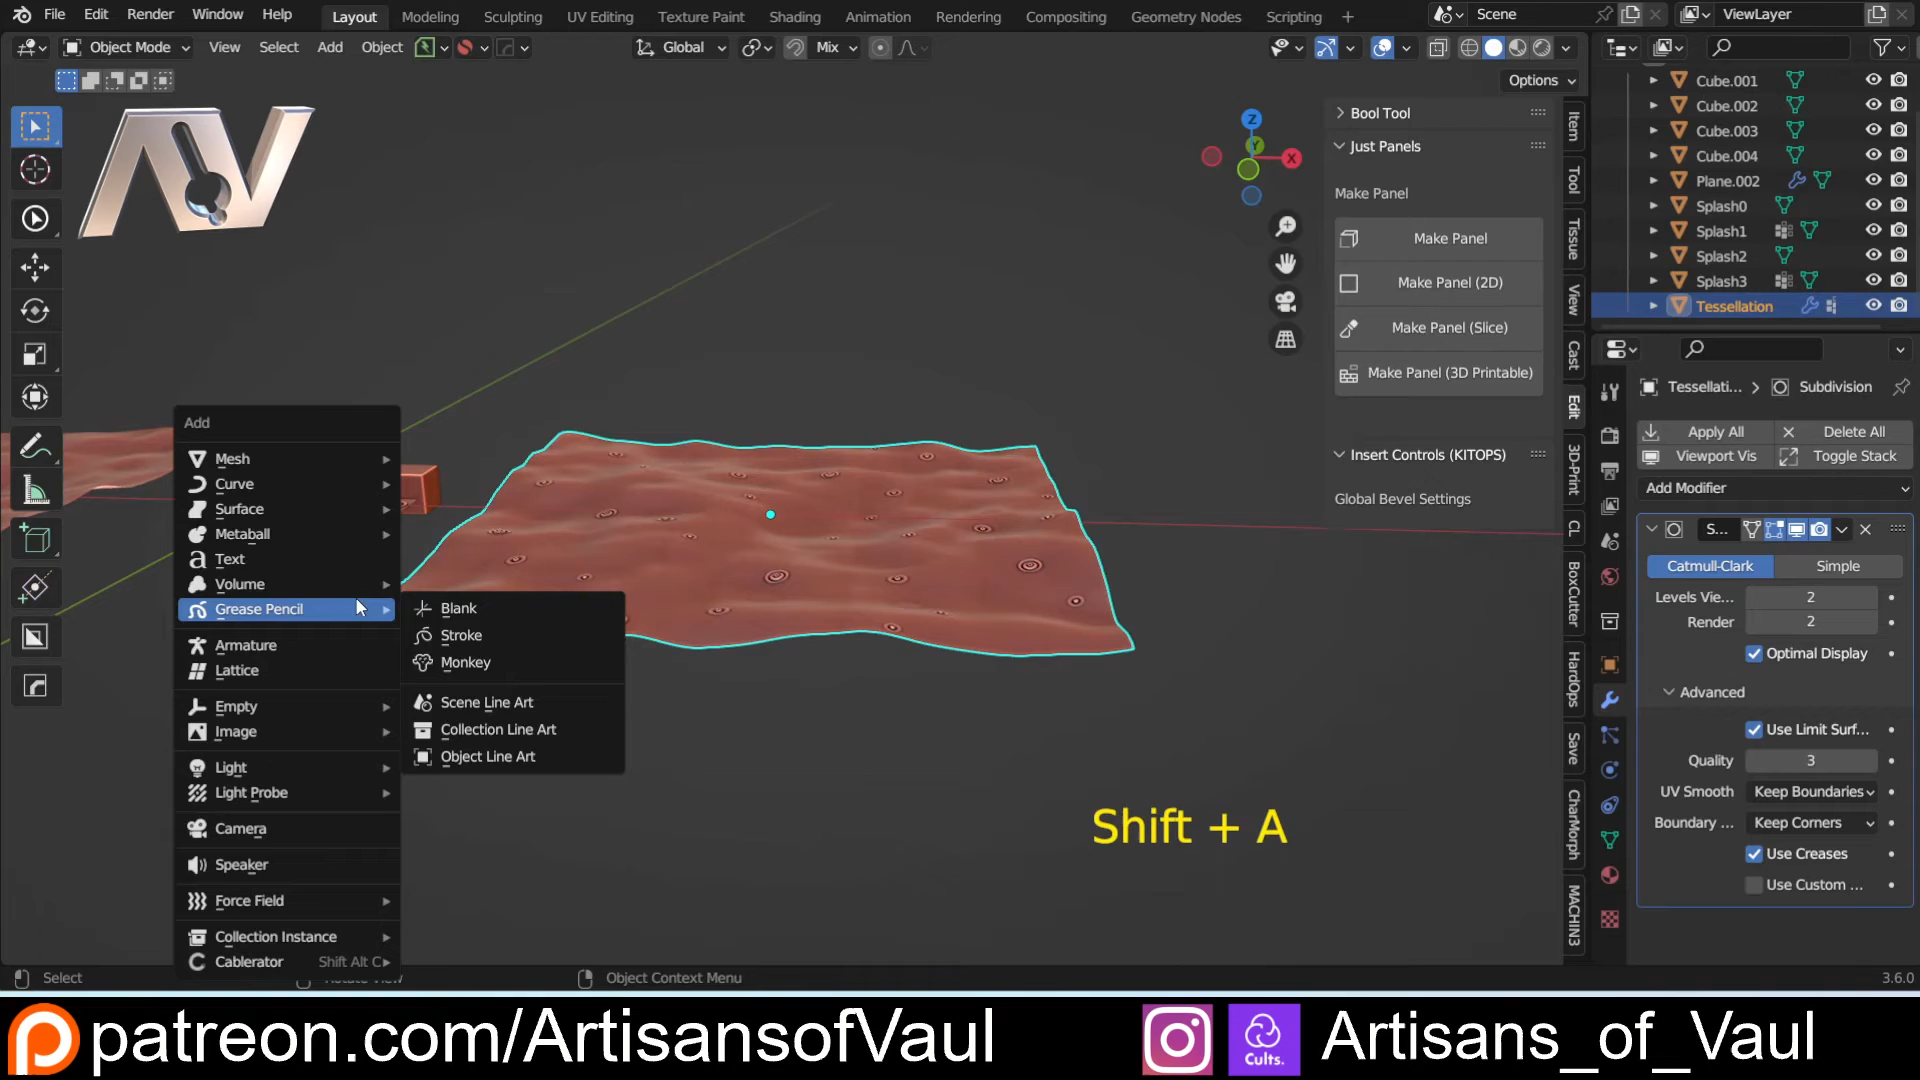 File Edit Render Window Help Layout Modeling Sculpting UV Editing Texture Paint Shading Animation Rendering Compositing Geometry Nodes Scripting + Scene ViewLayer
Object Mode View Select Add Object Global Mix
Options
AV
Bool Tool
Just Panels
Make Panel
Make Panel
Make Panel (2D)
Make Panel (Slice)
Make Panel (3D Printable)
Insert Controls (KITOPS)
Global Bevel Settings
Z
Y
X
Item
Tool
Tissue
View
Cast
Edit
3D-Print
CL
BoxCutter
HardOps
Save
CharMorph
MACHIN3
Cube.001
Cube.002
Cube.003
Cube.004
Plane.002
Splash0
Splash1
Splash2
Splash3
Tessellation
Tessellati... > Subdivision
Apply All Delete All
Viewport Vis Toggle Stack
Add Modifier
S...
Catmull-Clark Simple
Levels Vie... 2
Render 2
Optimal Display
Advanced
Use Limit Surf...
Quality 3
UV Smooth Keep Boundaries
Boundary ... Keep Corners
Use Creases
Use Custom ...
Add
Mesh
Curve
Surface
Metaball
Text
Volume
Grease Pencil
Armature
Lattice
Empty
Image
Light
Light Probe
Camera
Speaker
Force Field
Collection Instance
Cablerator Shift Alt C
Blank
Stroke
Monkey
Scene Line Art
Collection Line Art
Object Line Art
Shift + A
Select Rotate View Object Context Menu 3.6.0
patreon.com/ArtisansofVaul Cults. Artisans_of_Vaul